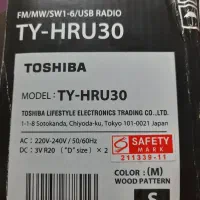 FM/MW/SW1-6/USB RADIO
TY-HRU30
TOSHIBA
MODEL: TY-HRU30
TOSHIBA LIFESTYLE ELECTRONICS TRADING CO., LTD.
1-1-8 Sotokanda, Chiyoda-ku, Tokyo 101-0021 Japan
AC : 220V-240V / 50/60Hz
DC : 3V R20 ("D" size) × 2
SAFETY
MARK
211339-11
COLOR : (M)
WOOD PATTERN
S